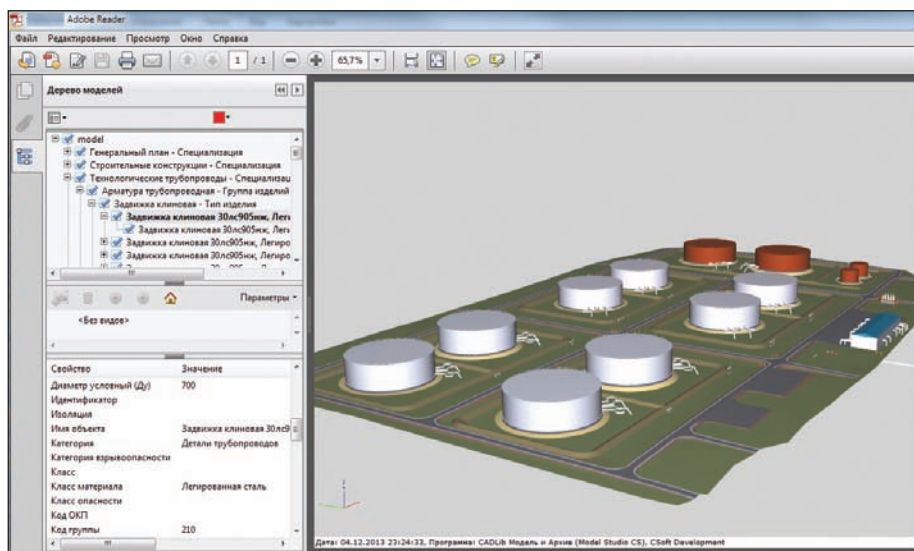 Adobe Reader
Файл Редактирование Просмотр Окно Справка
1 / 1 65,7%
Дерево моделей
model
Генеральный план - Специализация
Строительные конструкции - Специализация
Технологические трубопроводы - Специализац
Арматура трубопроводная - Группа изделий
Задвижка клиновая - Тип изделия
Задвижка клиновая 30лс905нж, Леги
Задвижка клиновая 30лс905нж, Леги
Задвижка клиновая 30лс905нж, Легиро
Задвижка клиновая 30лс905нж, Легиро
Параметры
<Без видов>
Свойство Значение
Диаметр условный (Ду) 700
Идентификатор
Изоляция
Имя объекта Задвижка клиновая 30лс9
Категория Детали трубопроводов
Категория взрывоопасности
Класс
Класс материала Легированная сталь
Класс опасности
Код ОКП
Код группы 210
Дата: 04.12.2013 23:24:33, Программа: CADLib Модель и Архив (Model Studio CS), CSoft Development